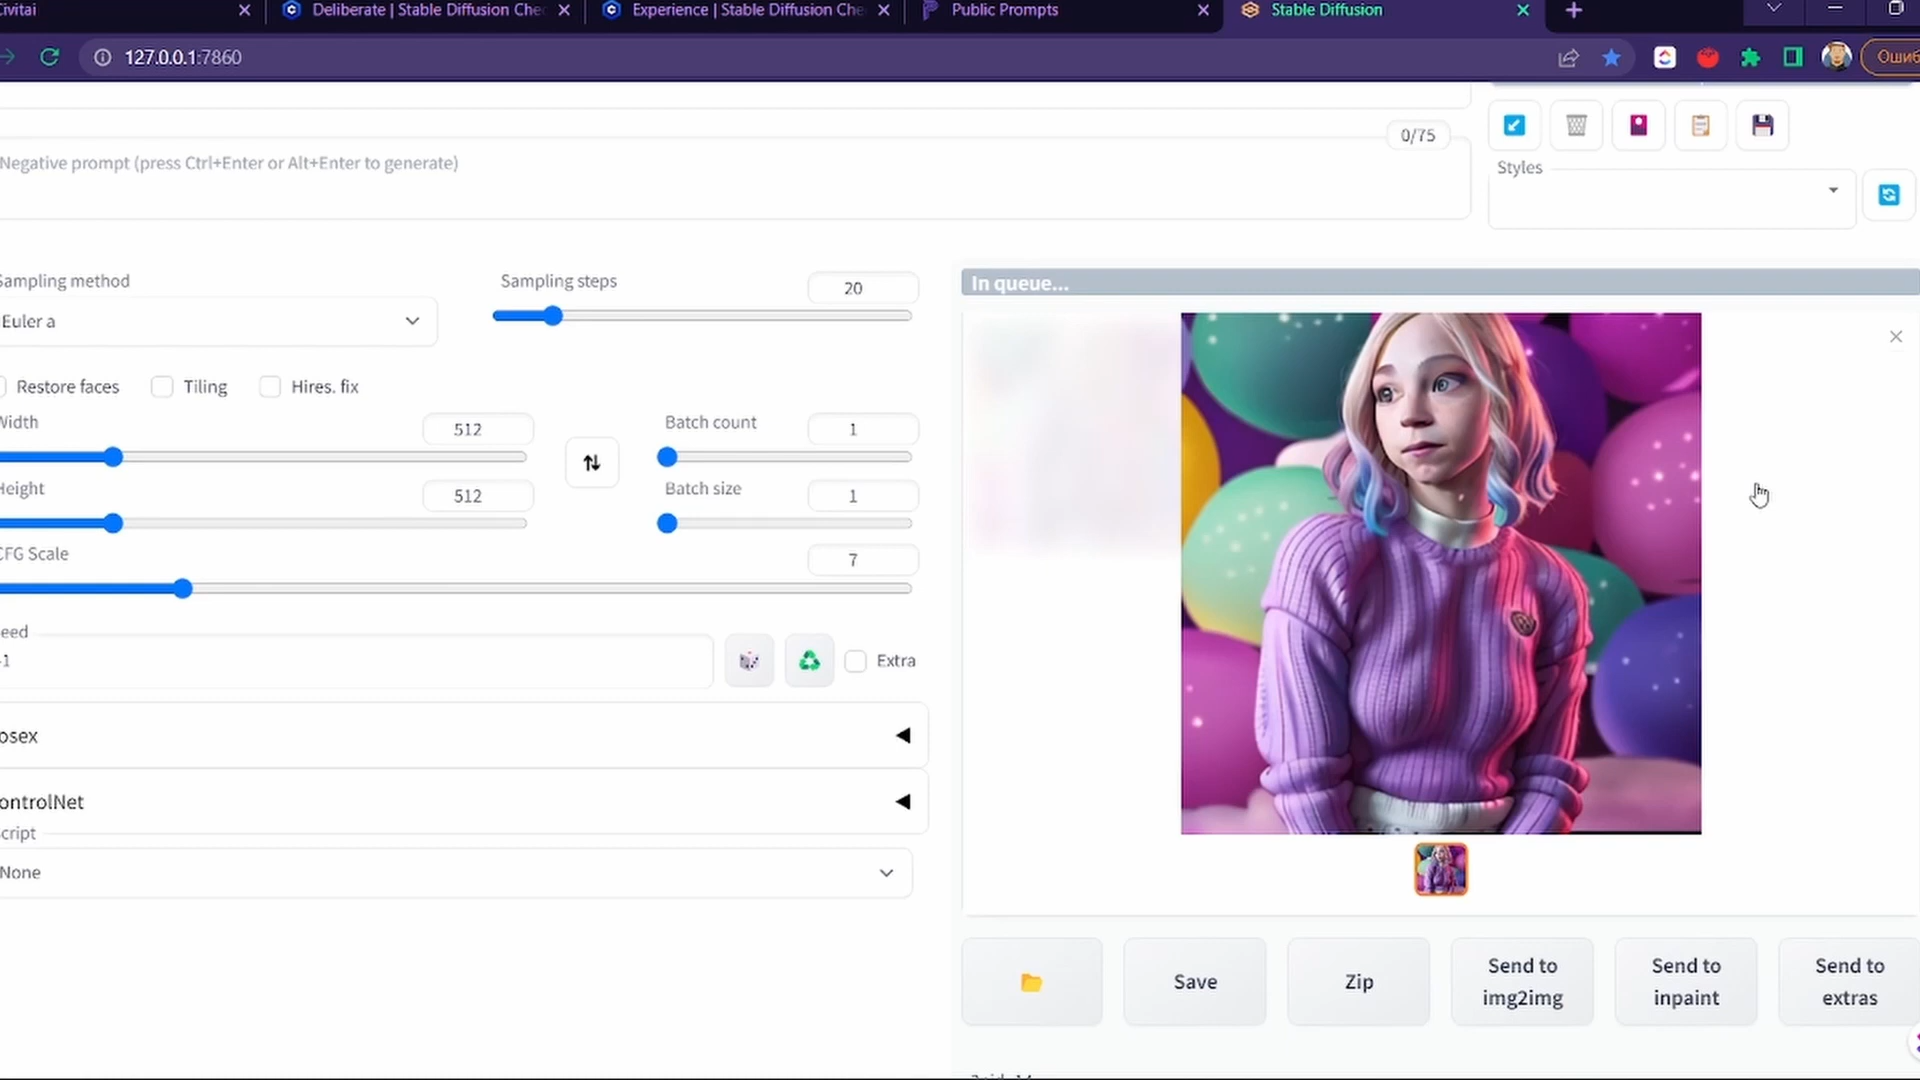 Civitai
Deliberate | Stable Diffusion Che
Experience | Stable Diffusion Che
Public Prompts
Stable Diffusion
127.0.0.1:7860
Ошиб
0/75
Negative prompt (press Ctrl+Enter or Alt+Enter to generate)
Styles
Sampling method
Sampling steps
20
Euler a
In queue...
Restore faces
Tiling
Hires. fix
Width
512
Batch count
1
Height
512
Batch size
1
CFG Scale
7
eed
-1
Extra
osex
ontrolNet
cript
None
Save
Zip
Send to
img2img
Send to
inpaint
Send to
extras